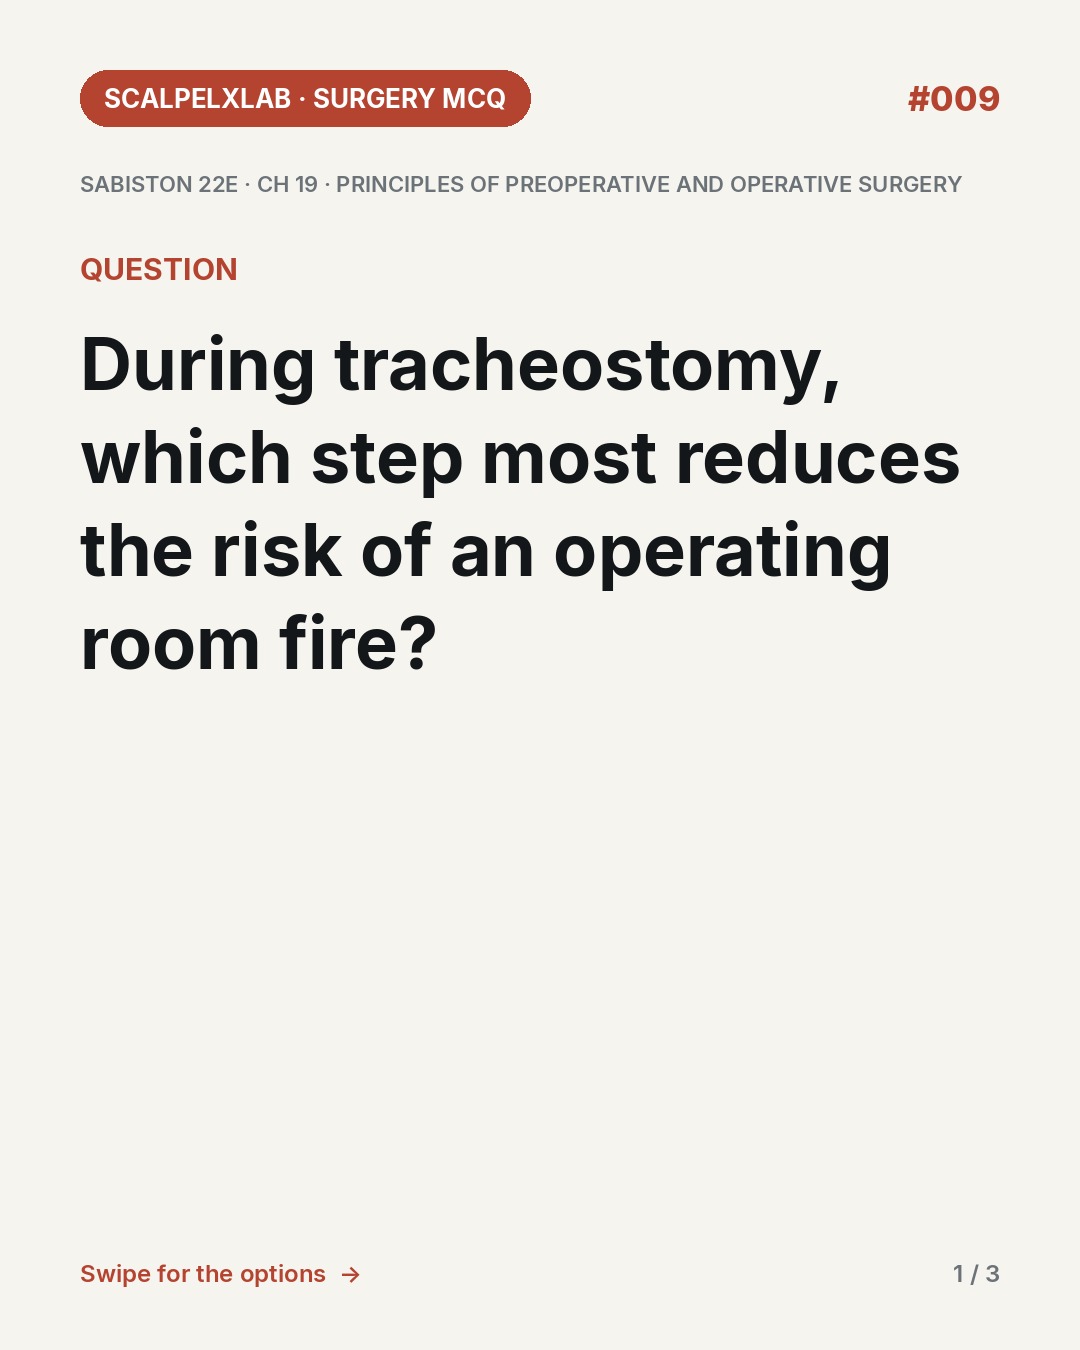 SCALPELXLAB · SURGERY MCQ
#009
SABISTON 22E · CH 19 · PRINCIPLES OF PREOPERATIVE AND OPERATIVE SURGERY
QUESTION
During tracheostomy,
which step most reduces
the risk of an operating
room fire?
Swipe for the options →
1 / 3